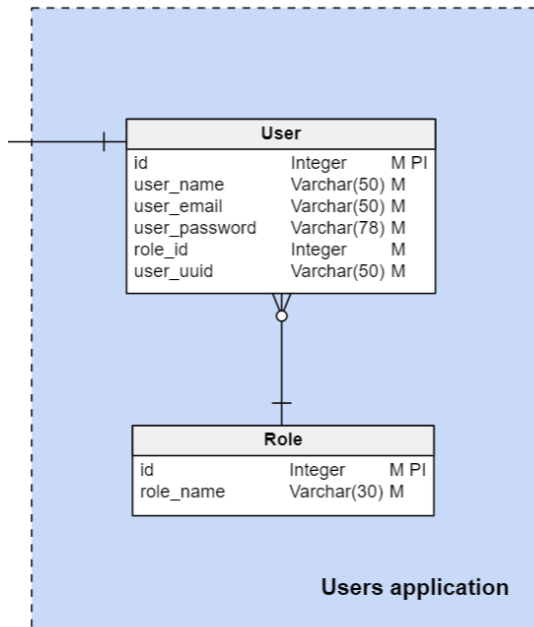 User
id Integer M PI
user_name Varchar(50) M
user_email Varchar(50) M
user_password Varchar(78) M
role_id Integer M
user_uuid Varchar(50) M
Role
id Integer M PI
role_name Varchar(30) M
Users application